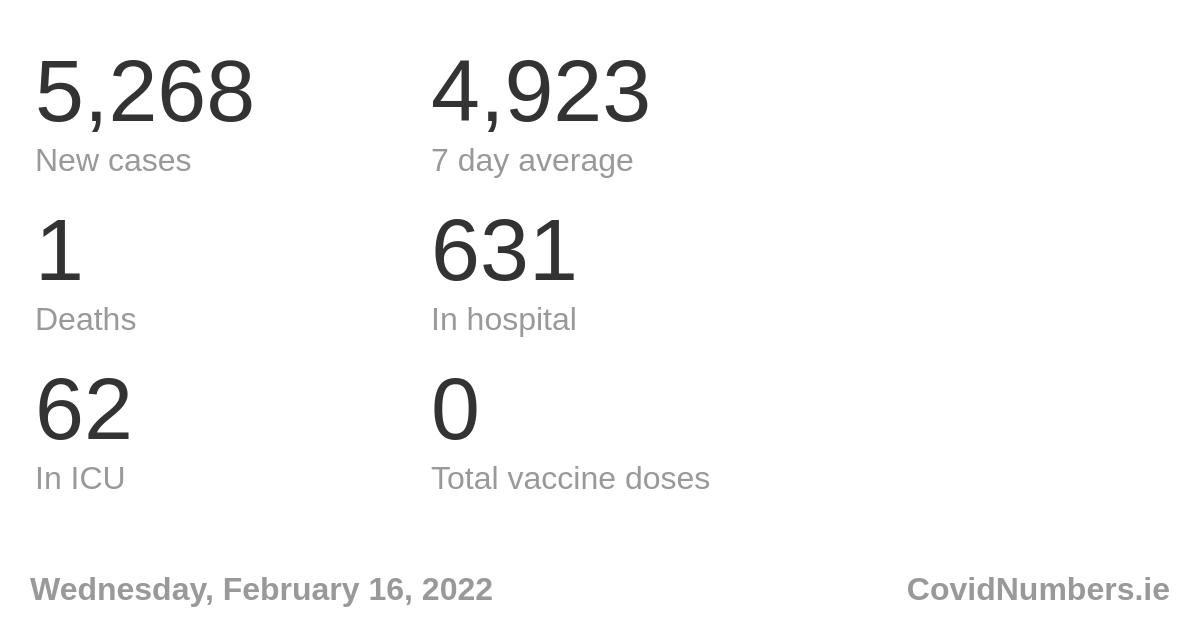 5,268 4,923
New cases 7 day average
1 631
Deaths In hospital
62 0
In ICU Total vaccine doses
Wednesday, February 16, 2022 CovidNumbers.ie